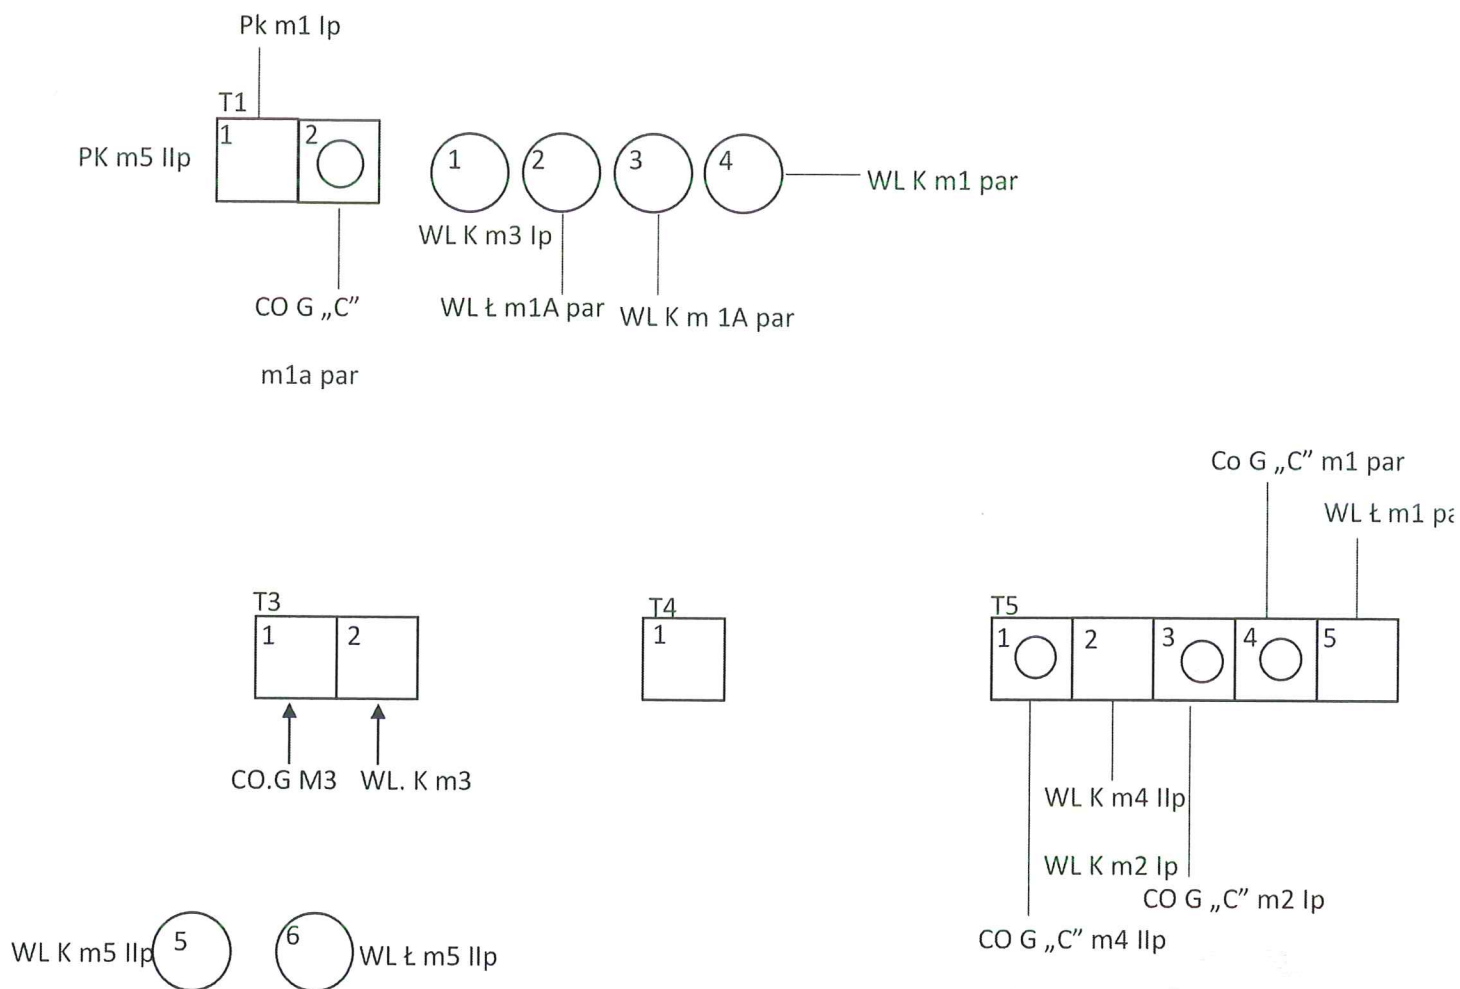 Pk m1 Ip
T1
1
2
PK m5 IIp
1
2
3
4
WL K m1 par
WL K m3 Ip
CO G „C”
WL Ł m1A par
WL K m 1A par
m1a par
Co G „C” m1 par
WL Ł m1 pa
T3
1
2
T4
1
T5
1
2
3
4
5
CO.G M3
WL. K m3
WL K m4 IIp
WL K m2 Ip
CO G „C” m2 Ip
CO G „C” m4 IIp
WL K m5 IIp
5
6
WL Ł m5 IIp